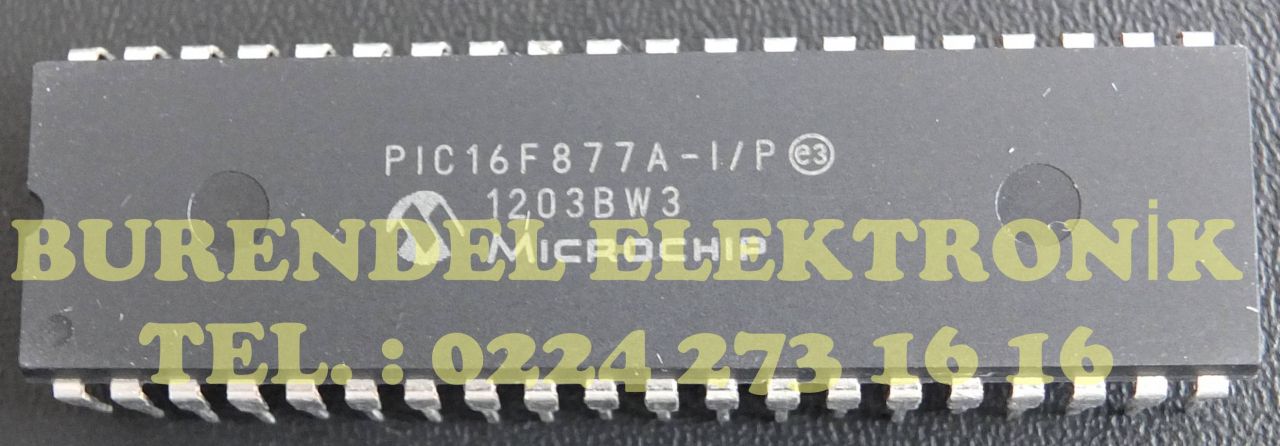 PIC16F877A-I/P e3
1203BW3
MICROCHIP
BURENDEL ELEKTRONİK
TEL. : 0224 273 16 16